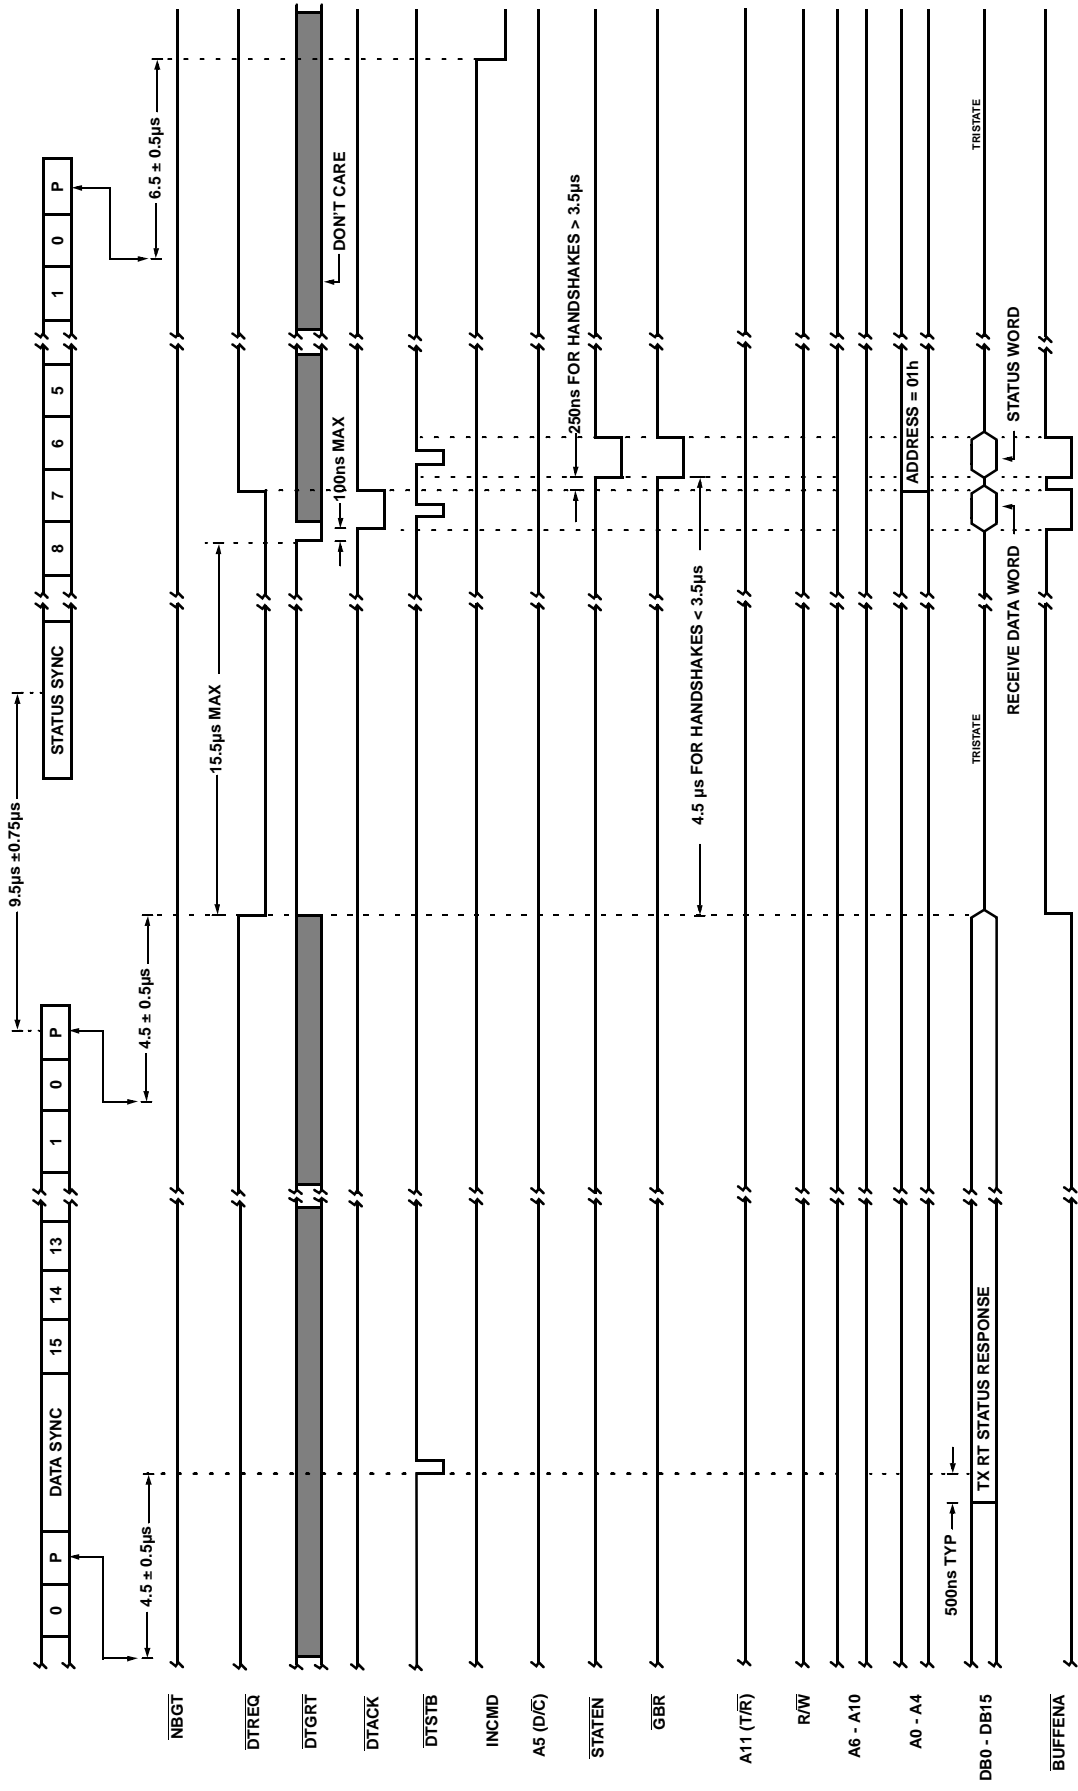 0 P DATA SYNC 15 14 13 1 0 P STATUS SYNC 8 7 6 5 1 0 P
9.5µs ±0.75µs
4.5 ± 0.5µs
4.5 ± 0.5µs
6.5 ± 0.5µs
NBGT
DTREQ
15.5µs MAX
DTGRT
DON'T CARE
100ns MAX
DTACK
DTSTB
INCMD
A5 (D/C)
250ns FOR HANDSHAKES > 3.5µs
STATEN
GBR
4.5 µs FOR HANDSHAKES < 3.5µs
A11 (T/R)
R/W
A6 - A10
A0 - A4
ADDRESS = 01h
500ns TYP
DB0 - DB15
TX RT STATUS RESPONSE
TRISTATE
TRISTATE
RECEIVE DATA WORD
STATUS WORD
BUFFENA